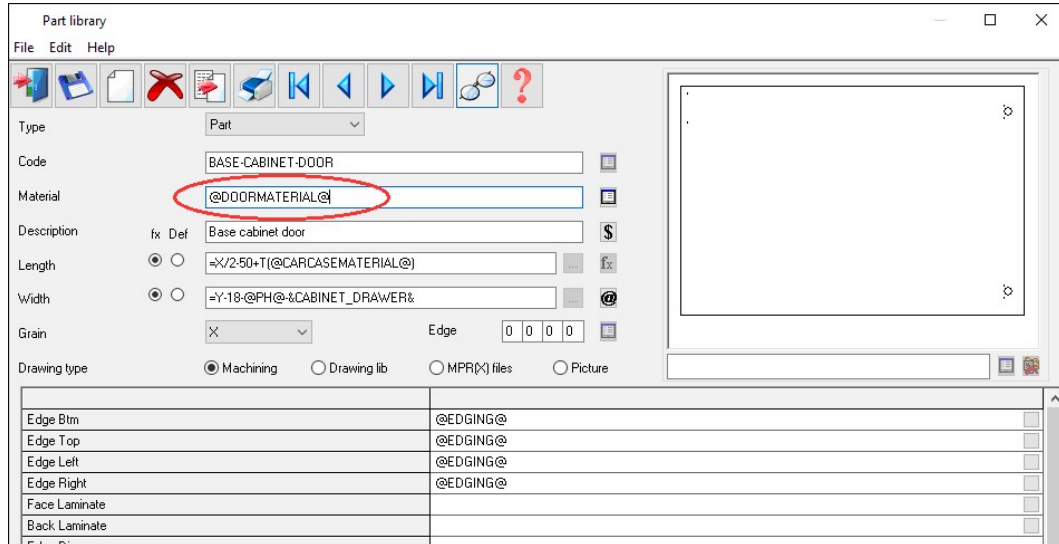 Part library
File Edit Help
?
Type Part
Code BASE-CABINET-DOOR
Material @DOORMATERIAL@
Description fx Def Base cabinet door $
Length =X/2-50+T(@CARCASEMATERIAL@) ... fx
Width =Y-18-@PH@-&CABINET_DRAWER& ... @
Grain X Edge 0 0 0 0
Drawing type Machining Drawing lib MPR(X) files Picture
Edge Btm @EDGING@
Edge Top @EDGING@
Edge Left @EDGING@
Edge Right @EDGING@
Face Laminate
Back Laminate